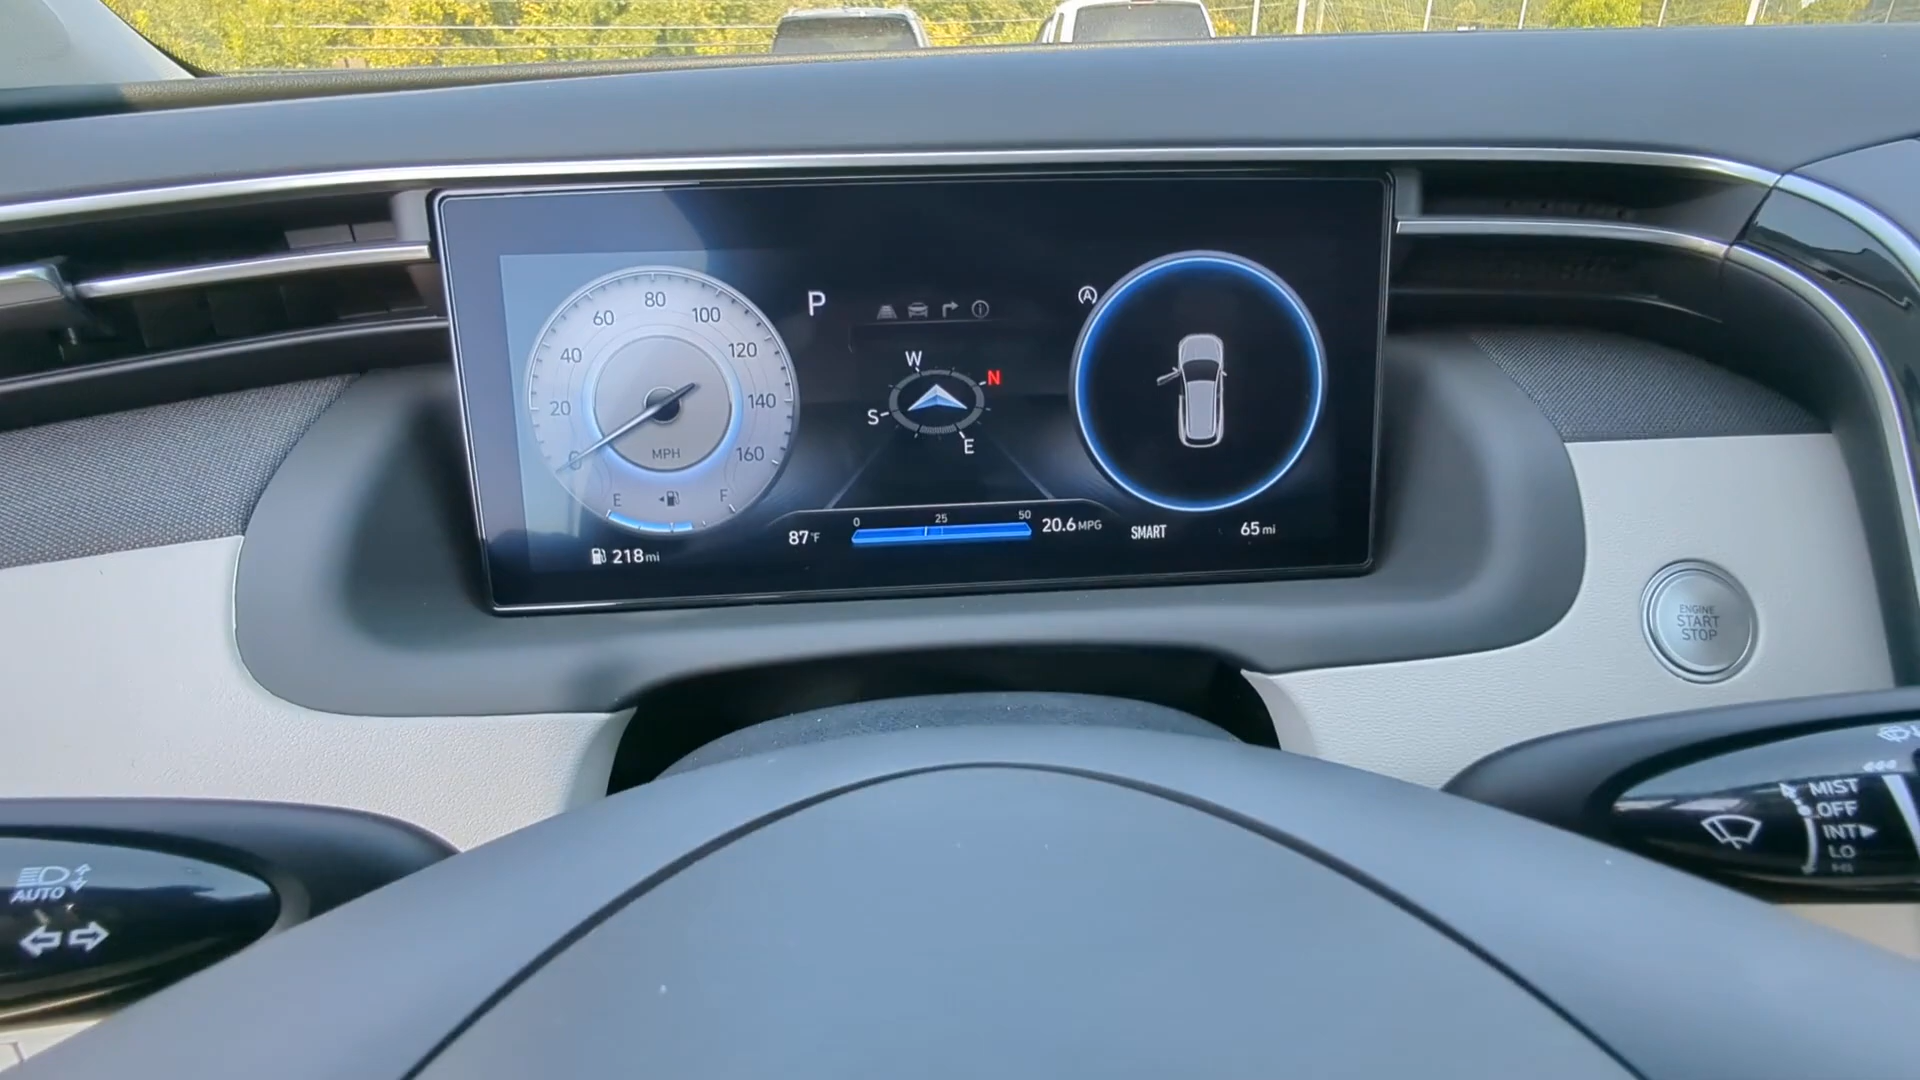 80
60
100
40
120
20
140
0
MPH
160
E
F
218mi
P
W
N
S
E
87°F
0
25
50
20.6MPG
A
SMART
65mi
ENGINE
START
STOP
MIST
OFF
INT
LO
HI
AUTO